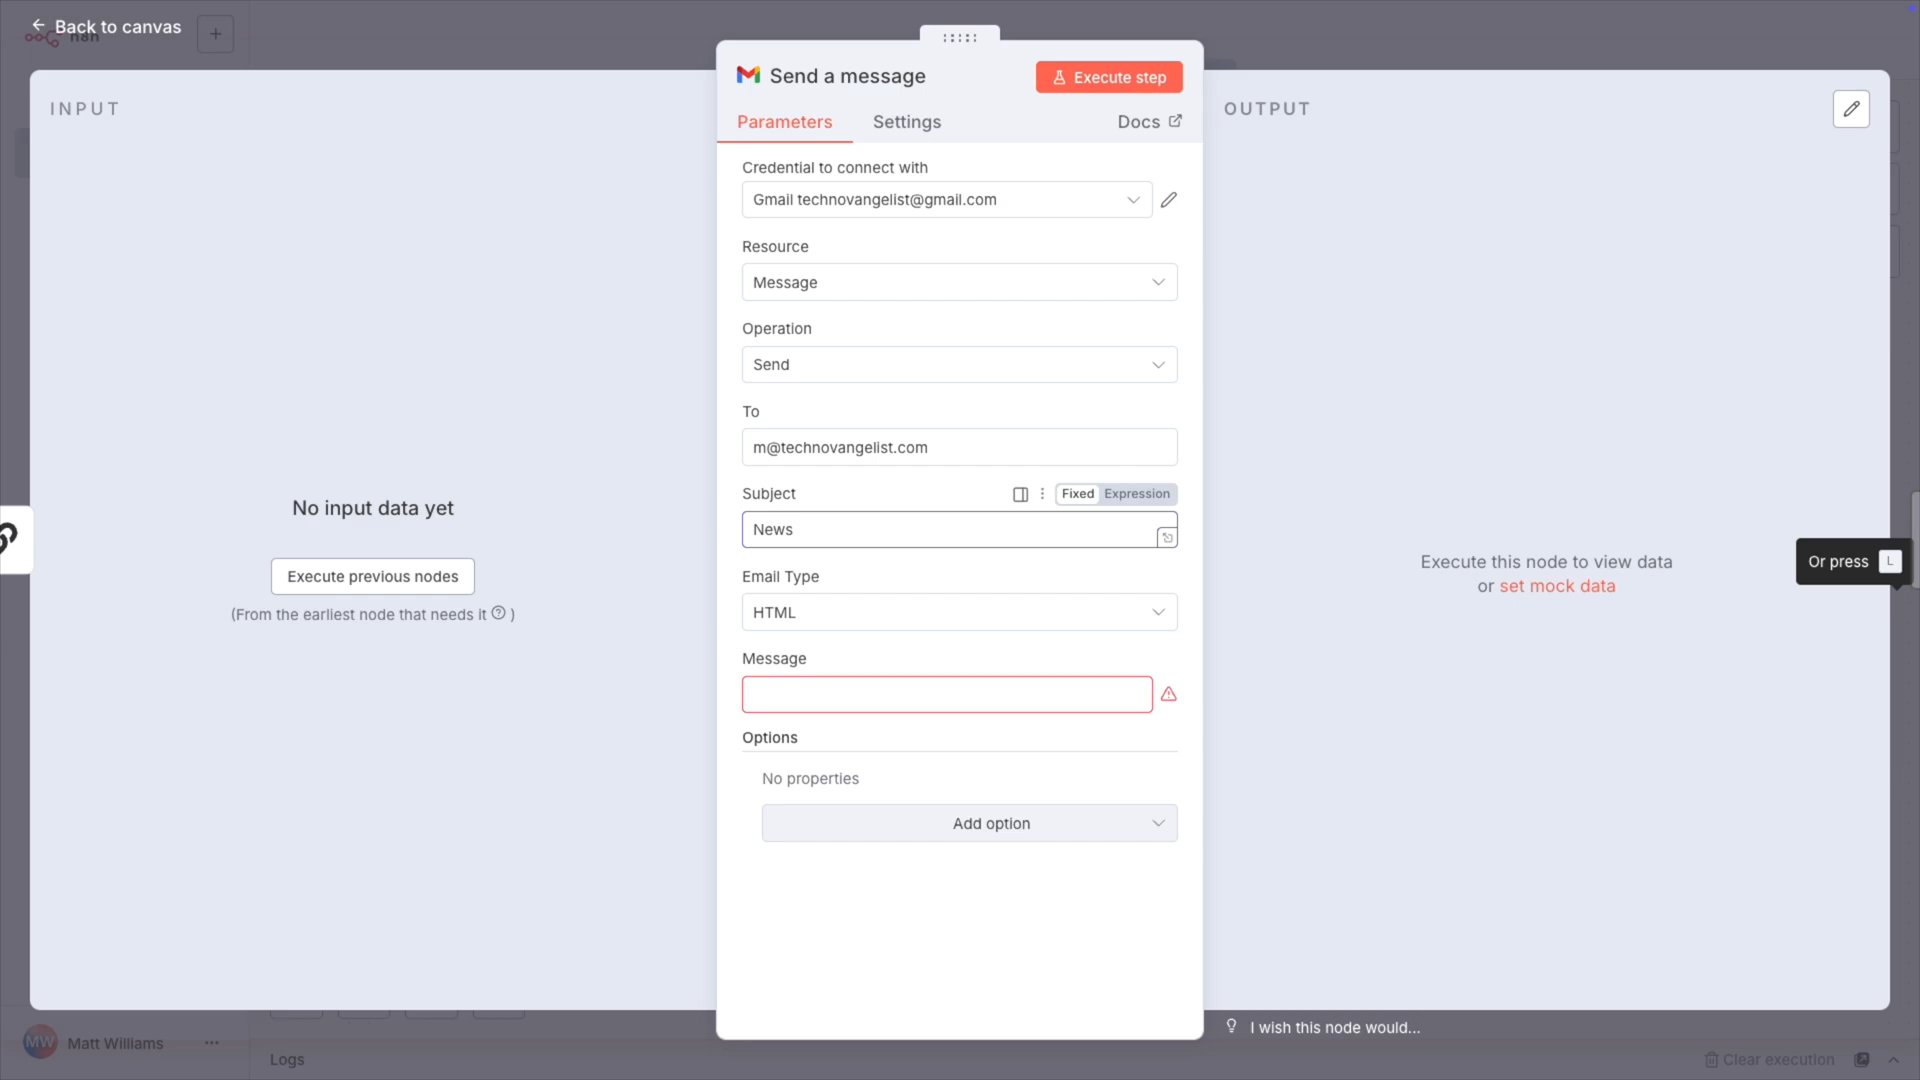 Back to canvas
n8n
INPUT
Send a message
Execute step
OUTPUT
Parameters
Settings
Docs
Credential to connect with
Gmail technovangelist@gmail.com
Resource
Message
Operation
Send
To
m@technovangelist.com
Subject
Fixed
Expression
News
Email Type
HTML
Message
Options
No properties
Add option
No input data yet
Execute previous nodes
(From the earliest node that needs it ? )
Execute this node to view data
or set mock data
Or press L
I wish this node would...
MW
Matt Williams
Logs
Clear execution